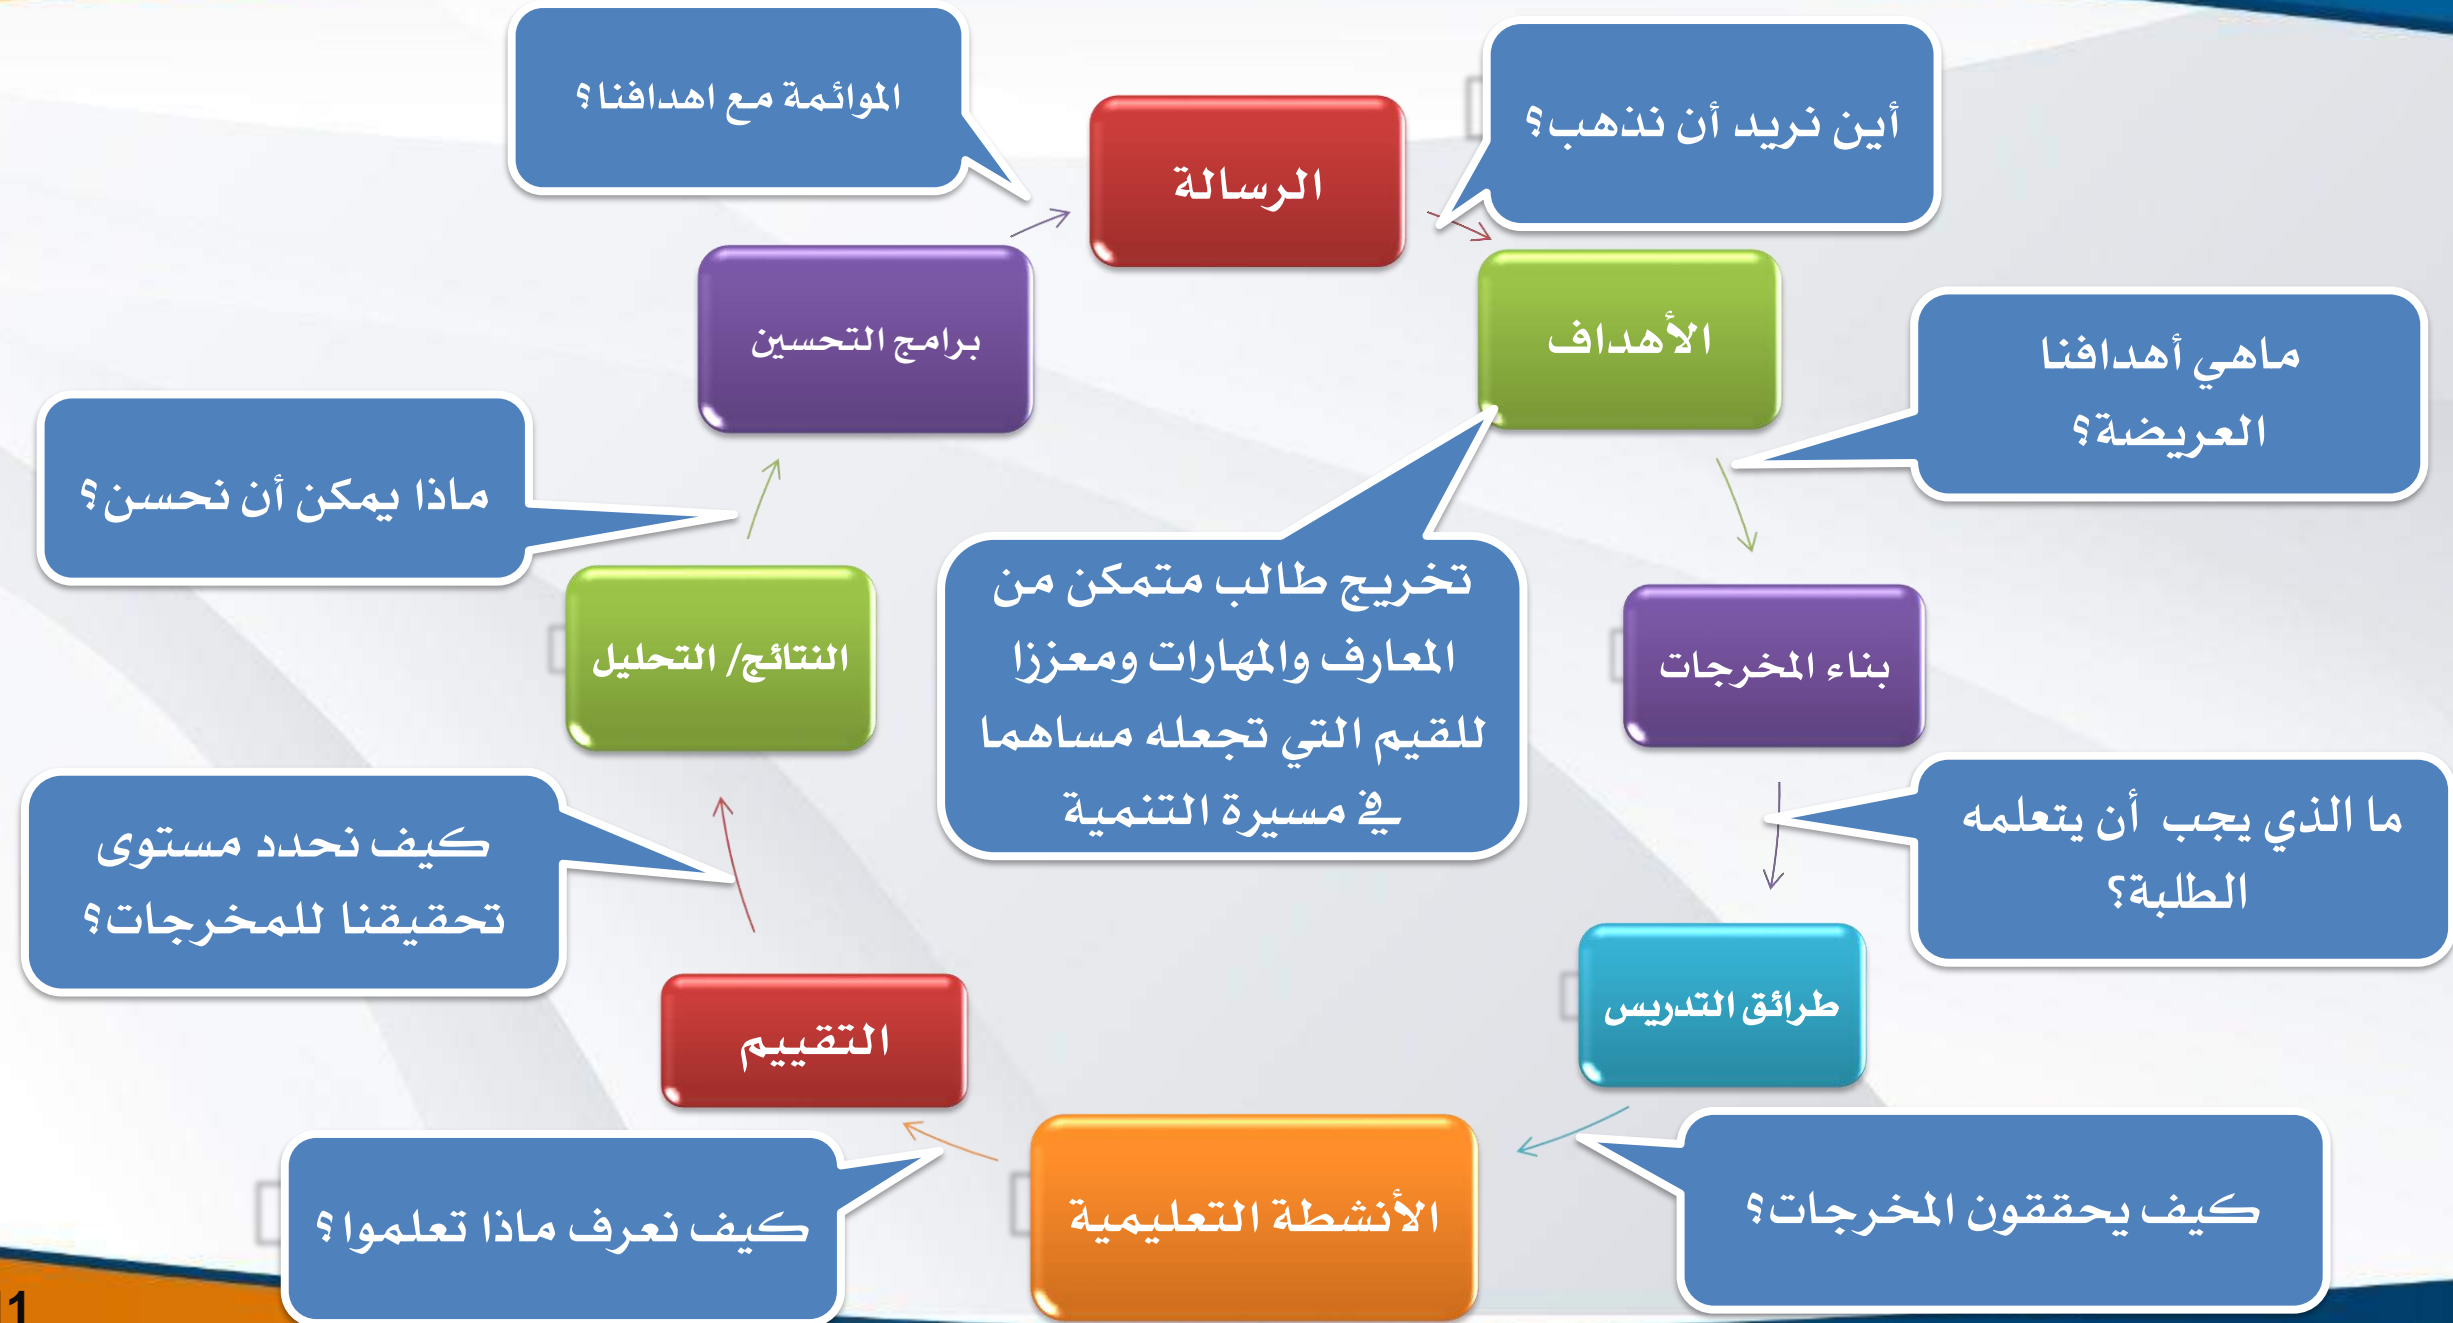 الرسالة
أين نريد أن نذهب؟
الأهداف
ماهي أهدافنا
العريضة؟
تخريج طالب متمكن من
المعارف والمهارات ومعززا
للقيم التي تجعله مساهما
في مسيرة التنمية
بناء المخرجات
ما الذي يجب أن يتعلمه
الطلبة؟
طرائق التدريس
كيف يحققون المخرجات؟
الأنشطة التعليمية
كيف نعرف ماذا تعلموا؟
التقييم
كيف نحدد مستوى
تحقيقنا للمخرجات؟
النتائج/ التحليل
ماذا يمكن أن نحسن؟
برامج التحسين
الموائمة مع اهدافنا؟
11